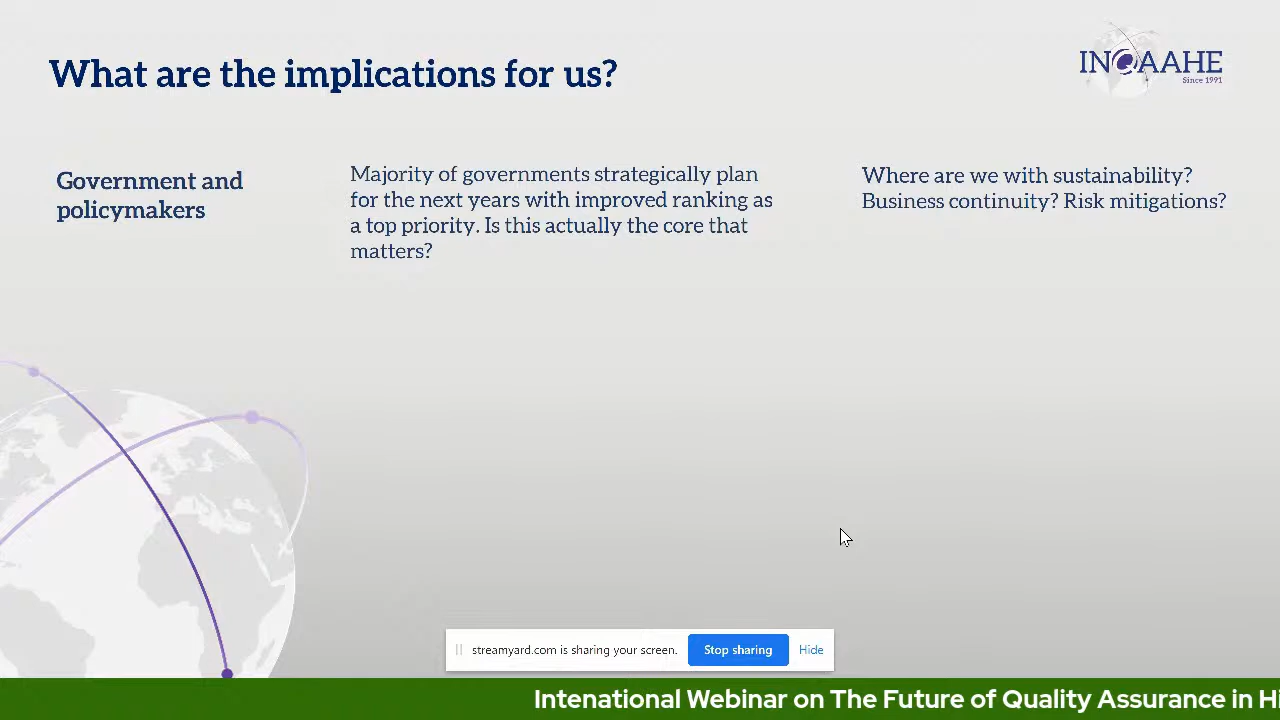 What are the implications for us?
INQAAHE
Since 1991
Government and
policymakers
Majority of governments strategically plan
for the next years with improved ranking as
a top priority. Is this actually the core that
matters?
Where are we with sustainability?
Business continuity? Risk mitigations?
streamyard.com is sharing your screen.
Stop sharing
Hide
Intenational Webinar on The Future of Quality Assurance in Hi